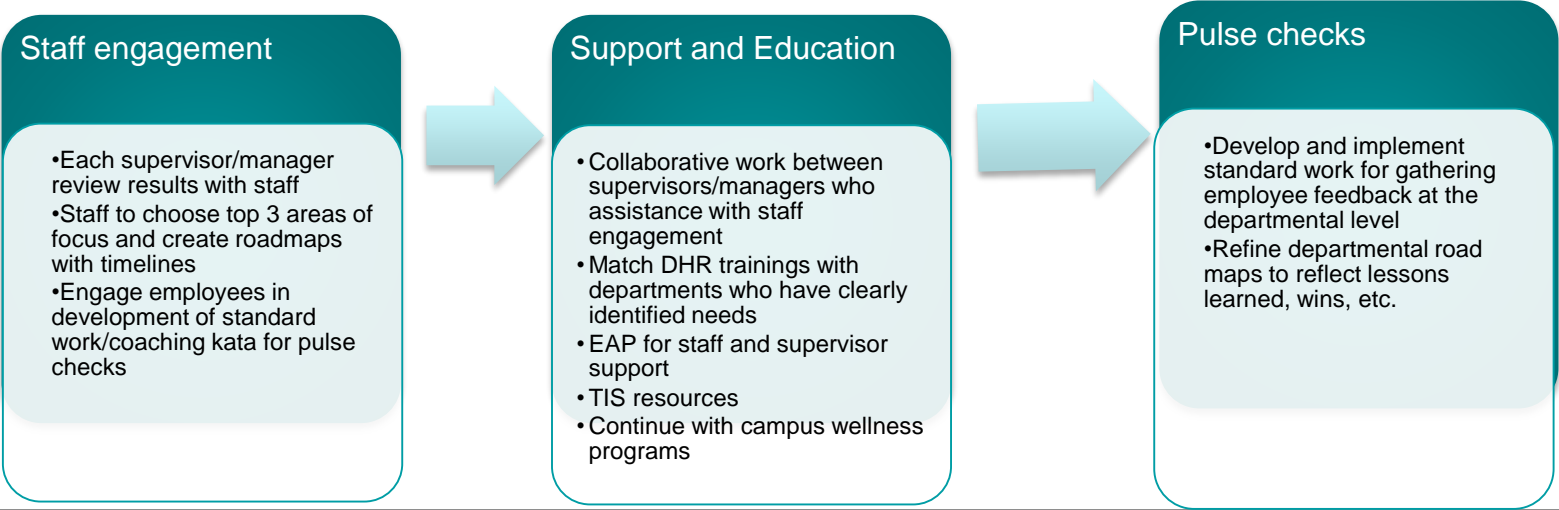 Staff engagement
•Each supervisor/manager
review results with staff
•Staff to choose top 3 areas of
focus and create roadmaps
with timelines
•Engage employees in
development of standard
work/coaching kata for pulse
checks
Support and Education
• Collaborative work between
supervisors/managers who
assistance with staff
engagement
• Match DHR trainings with
departments who have clearly
identified needs
• EAP for staff and supervisor
support
• TIS resources
• Continue with campus wellness
programs
Pulse checks
•Develop and implement
standard work for gathering
employee feedback at the
departmental level
•Refine departmental road
maps to reflect lessons
learned, wins, etc.